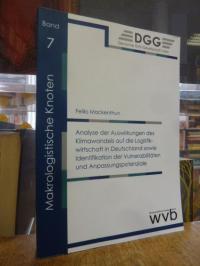 Band
7
Makrologistische Knoten
DGG
Felix Mackenthun
Analyse der Auswirkungen des
Klimawandels auf die Logistik-
wirtschaft in Deutschland sowie
Identifikation der Vulnerabilitäten
und Anpassungspotenziale
wvb